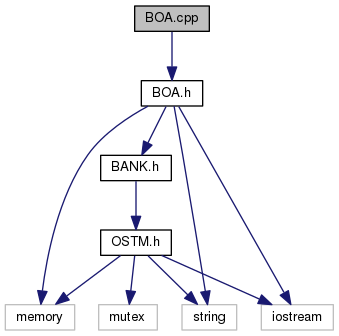 BOA.cpp
BOA.h
BANK.h
OSTM.h
memory
mutex
string
iostream